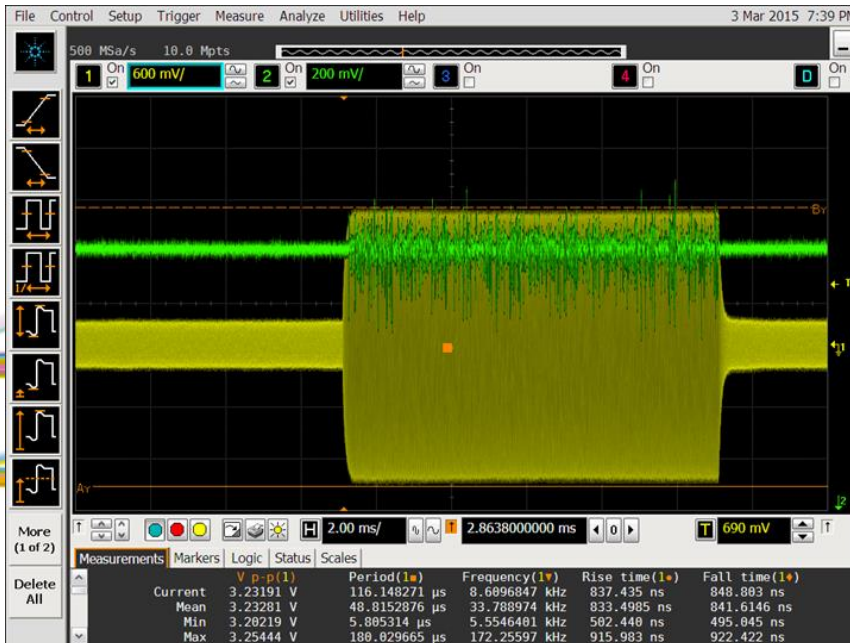 File Control Setup Trigger Measure Analyze Utilities Help 3 Mar 2015 7:39 PM
500 MSa/s 10.0 Mpts
1 On 600 mV/ 2 On 200 mV/ 3 On 4 On D On
BY
T
1
AY
2
More
(1 of 2)
Delete
All
H 2.00 ms/ 2.8638000000 ms 0 T 690 mV
Measurements Markers Logic Status Scales
V p-p(1) Period(1) Frequency(1) Rise time(1) Fall time(1)
Current 3.23191 V 116.148271 µs 8.6096847 kHz 837.435 ns 848.803 ns
Mean 3.23281 V 48.8152876 µs 33.788974 kHz 833.4985 ns 841.6146 ns
Min 3.20219 V 5.805314 µs 5.5546401 kHz 502.440 ns 495.045 ns
Max 3.25444 V 180.029665 µs 172.25597 kHz 915.983 ns 922.422 ns